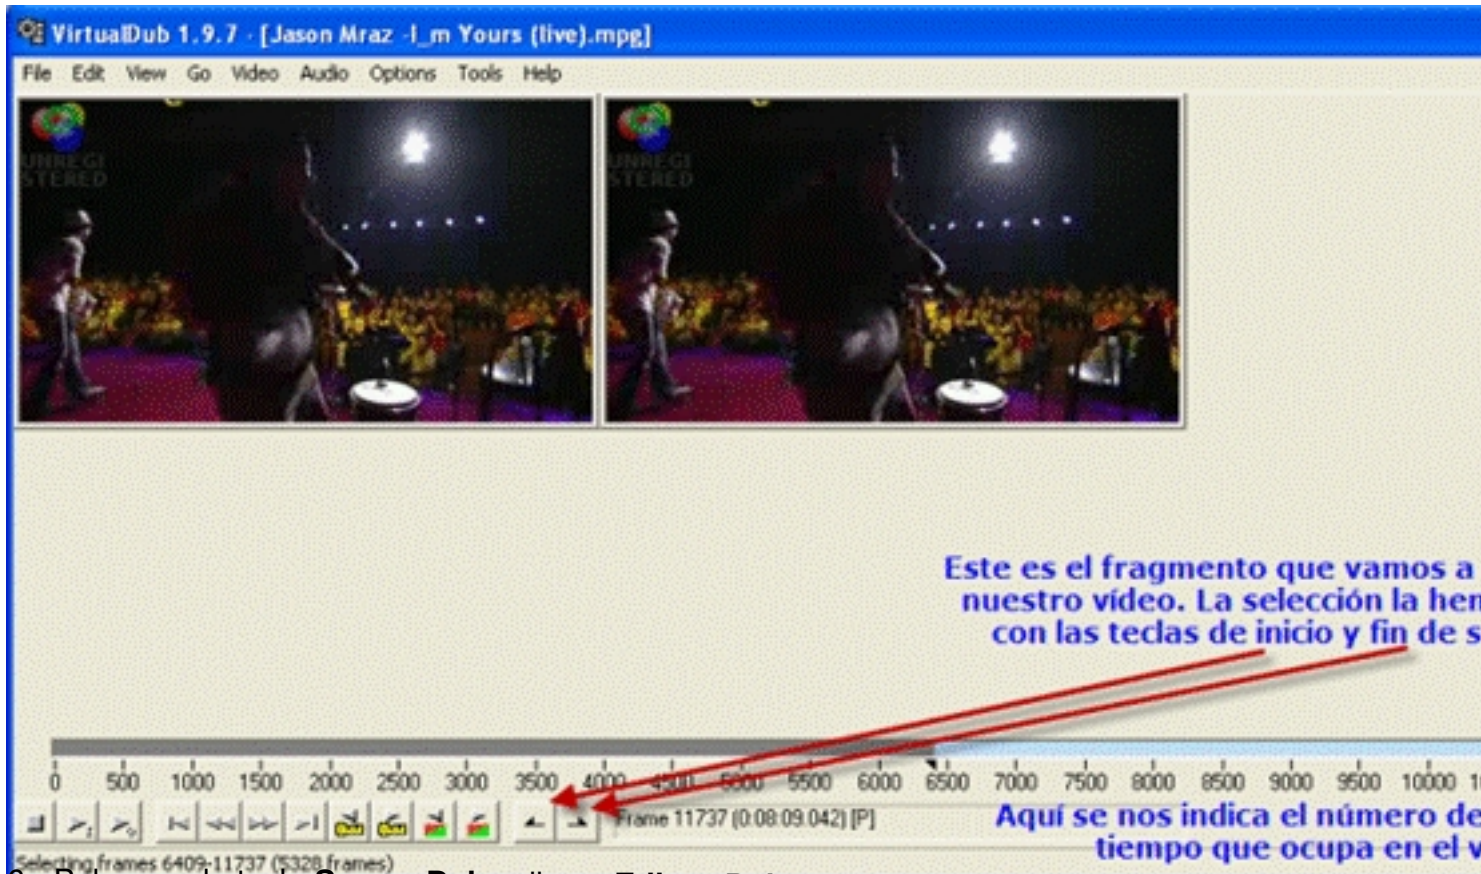 VirtualDub 1.9.7 - [Jason Mraz -I_m Yours (live).mpg]
File Edit View Go Video Audio Options Tools Help
UNREGI
STERED
UNREGI
STERED
Este es el fragmento que vamos a
nuestro vídeo. La selección la hen
con las teclas de inicio y fin de s
0 500 1000 1500 2000 2500 3000 3500 4000 4500 5000 5500 6000 6500 7000 7500 8000 8500 9000 9500 10000
Frame 11737 (0:08:09.042) [P]
Aquí se nos indica el número de
tiempo que ocupa en el v
Selecting frames 6409-11737 (5328 frames)